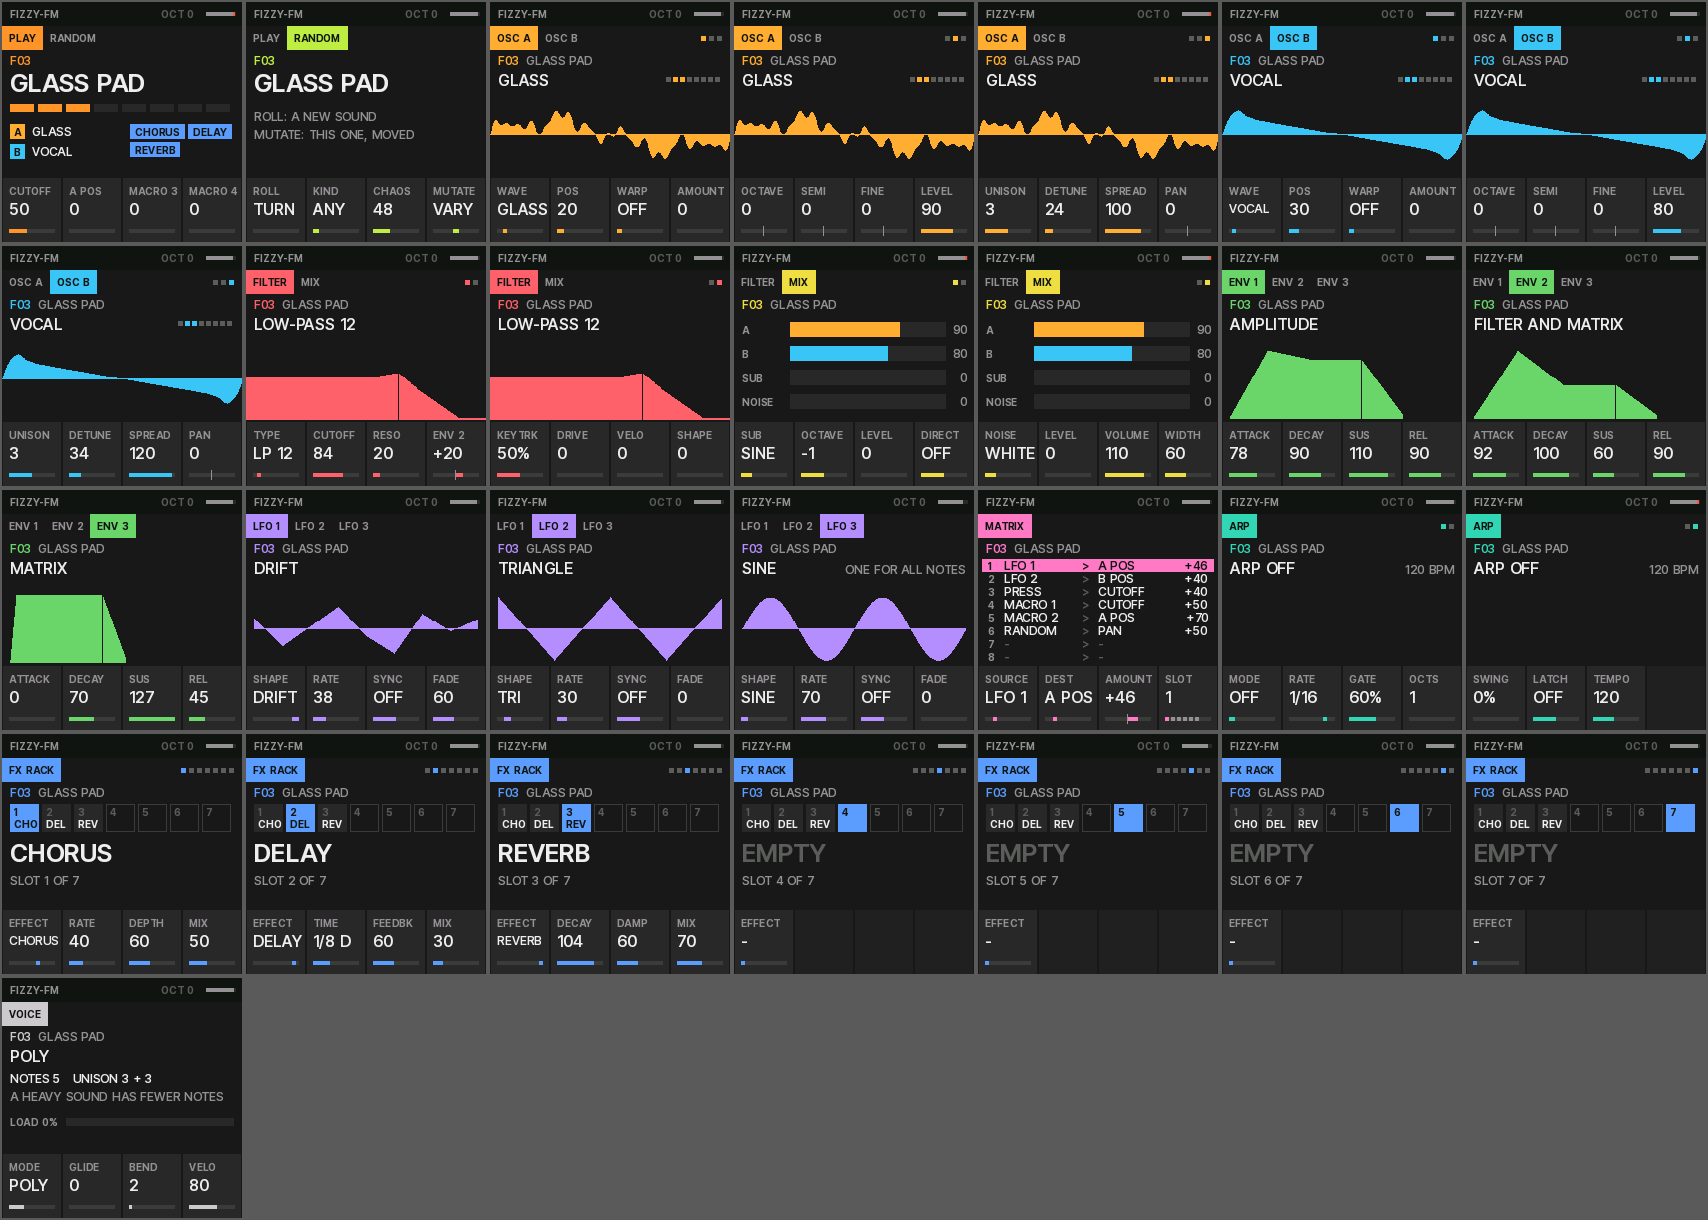 FIZZY-FM OCT 0
PLAY RANDOM
F03
GLASS PAD
A GLASS CHORUS DELAY
B VOCAL REVERB
CUTOFF A POS MACRO 3 MACRO 4
50 0 0 0
FIZZY-FM OCT 0
PLAY RANDOM
F03
GLASS PAD
ROLL: A NEW SOUND
MUTATE: THIS ONE, MOVED
ROLL KIND CHAOS MUTATE
TURN ANY 48 VARY
FIZZY-FM OCT 0
OSC A OSC B
F03 GLASS PAD
GLASS
WAVE POS WARP AMOUNT
GLASS 20 OFF 0
FIZZY-FM OCT 0
OSC A OSC B
F03 GLASS PAD
GLASS
OCTAVE SEMI FINE LEVEL
0 0 0 90
FIZZY-FM OCT 0
OSC A OSC B
F03 GLASS PAD
GLASS
UNISON DETUNE SPREAD PAN
3 24 100 0
FIZZY-FM OCT 0
OSC A OSC B
F03 GLASS PAD
VOCAL
WAVE POS WARP AMOUNT
VOCAL 30 OFF 0
FIZZY-FM OCT 0
OSC A OSC B
F03 GLASS PAD
VOCAL
OCTAVE SEMI FINE LEVEL
0 0 0 80
FIZZY-FM OCT 0
OSC A OSC B
F03 GLASS PAD
VOCAL
UNISON DETUNE SPREAD PAN
3 34 120 0
FIZZY-FM OCT 0
FILTER MIX
F03 GLASS PAD
LOW-PASS 12
TYPE CUTOFF RESO ENV 2
LP 12 84 20 +20
FIZZY-FM OCT 0
FILTER MIX
F03 GLASS PAD
LOW-PASS 12
KEYTRK DRIVE VELO SHAPE
50% 0 0 0
FIZZY-FM OCT 0
FILTER MIX
F03 GLASS PAD
A 90
B 80
SUB 0
NOISE 0
SUB OCTAVE LEVEL DIRECT
SINE -1 0 OFF
FIZZY-FM OCT 0
FILTER MIX
F03 GLASS PAD
A 90
B 80
SUB 0
NOISE 0
NOISE LEVEL VOLUME WIDTH
WHITE 0 110 60
FIZZY-FM OCT 0
ENV 1 ENV 2 ENV 3
F03 GLASS PAD
AMPLITUDE
ATTACK DECAY SUS REL
78 90 110 90
FIZZY-FM OCT 0
ENV 1 ENV 2 ENV 3
F03 GLASS PAD
FILTER AND MATRIX
ATTACK DECAY SUS REL
92 100 60 90
FIZZY-FM OCT 0
ENV 1 ENV 2 ENV 3
F03 GLASS PAD
MATRIX
ATTACK DECAY SUS REL
0 70 127 45
FIZZY-FM OCT 0
LFO 1 LFO 2 LFO 3
F03 GLASS PAD
DRIFT
SHAPE RATE SYNC FADE
DRIFT 38 OFF 60
FIZZY-FM OCT 0
LFO 1 LFO 2 LFO 3
F03 GLASS PAD
TRIANGLE
SHAPE RATE SYNC FADE
TRI 30 OFF 0
FIZZY-FM OCT 0
LFO 1 LFO 2 LFO 3
F03 GLASS PAD
SINE ONE FOR ALL NOTES
SHAPE RATE SYNC FADE
SINE 70 OFF 0
FIZZY-FM OCT 0
MATRIX
F03 GLASS PAD
1 LFO 1 > A POS +46
2 LFO 2 > B POS +40
3 PRESS > CUTOFF +40
4 MACRO 1 > CUTOFF +50
5 MACRO 2 > A POS +70
6 RANDOM > PAN +50
7 - > -
8 - > -
SOURCE DEST AMOUNT SLOT
LFO 1 A POS +46 1
FIZZY-FM OCT 0
ARP
F03 GLASS PAD
ARP OFF 120 BPM
MODE RATE GATE OCTS
OFF 1/16 60% 1
FIZZY-FM OCT 0
ARP
F03 GLASS PAD
ARP OFF 120 BPM
SWING LATCH TEMPO
0% OFF 120
FIZZY-FM OCT 0
FX RACK
F03 GLASS PAD
1 2 3 4 5 6 7
CHO DEL REV
CHORUS
SLOT 1 OF 7
EFFECT RATE DEPTH MIX
CHORUS 40 60 50
FIZZY-FM OCT 0
FX RACK
F03 GLASS PAD
1 2 3 4 5 6 7
CHO DEL REV
DELAY
SLOT 2 OF 7
EFFECT TIME FEEDBK MIX
DELAY 1/8 D 60 30
FIZZY-FM OCT 0
FX RACK
F03 GLASS PAD
1 2 3 4 5 6 7
CHO DEL REV
REVERB
SLOT 3 OF 7
EFFECT DECAY DAMP MIX
REVERB 104 60 70
FIZZY-FM OCT 0
FX RACK
F03 GLASS PAD
1 2 3 4 5 6 7
CHO DEL REV
EMPTY
SLOT 4 OF 7
EFFECT
-
FIZZY-FM OCT 0
FX RACK
F03 GLASS PAD
1 2 3 4 5 6 7
CHO DEL REV
EMPTY
SLOT 5 OF 7
EFFECT
-
FIZZY-FM OCT 0
FX RACK
F03 GLASS PAD
1 2 3 4 5 6 7
CHO DEL REV
EMPTY
SLOT 6 OF 7
EFFECT
-
FIZZY-FM OCT 0
FX RACK
F03 GLASS PAD
1 2 3 4 5 6 7
CHO DEL REV
EMPTY
SLOT 7 OF 7
EFFECT
-
FIZZY-FM OCT 0
VOICE
F03 GLASS PAD
POLY
NOTES 5 UNISON 3 + 3
A HEAVY SOUND HAS FEWER NOTES
LOAD 0%
MODE GLIDE BEND VELO
POLY 0 2 80